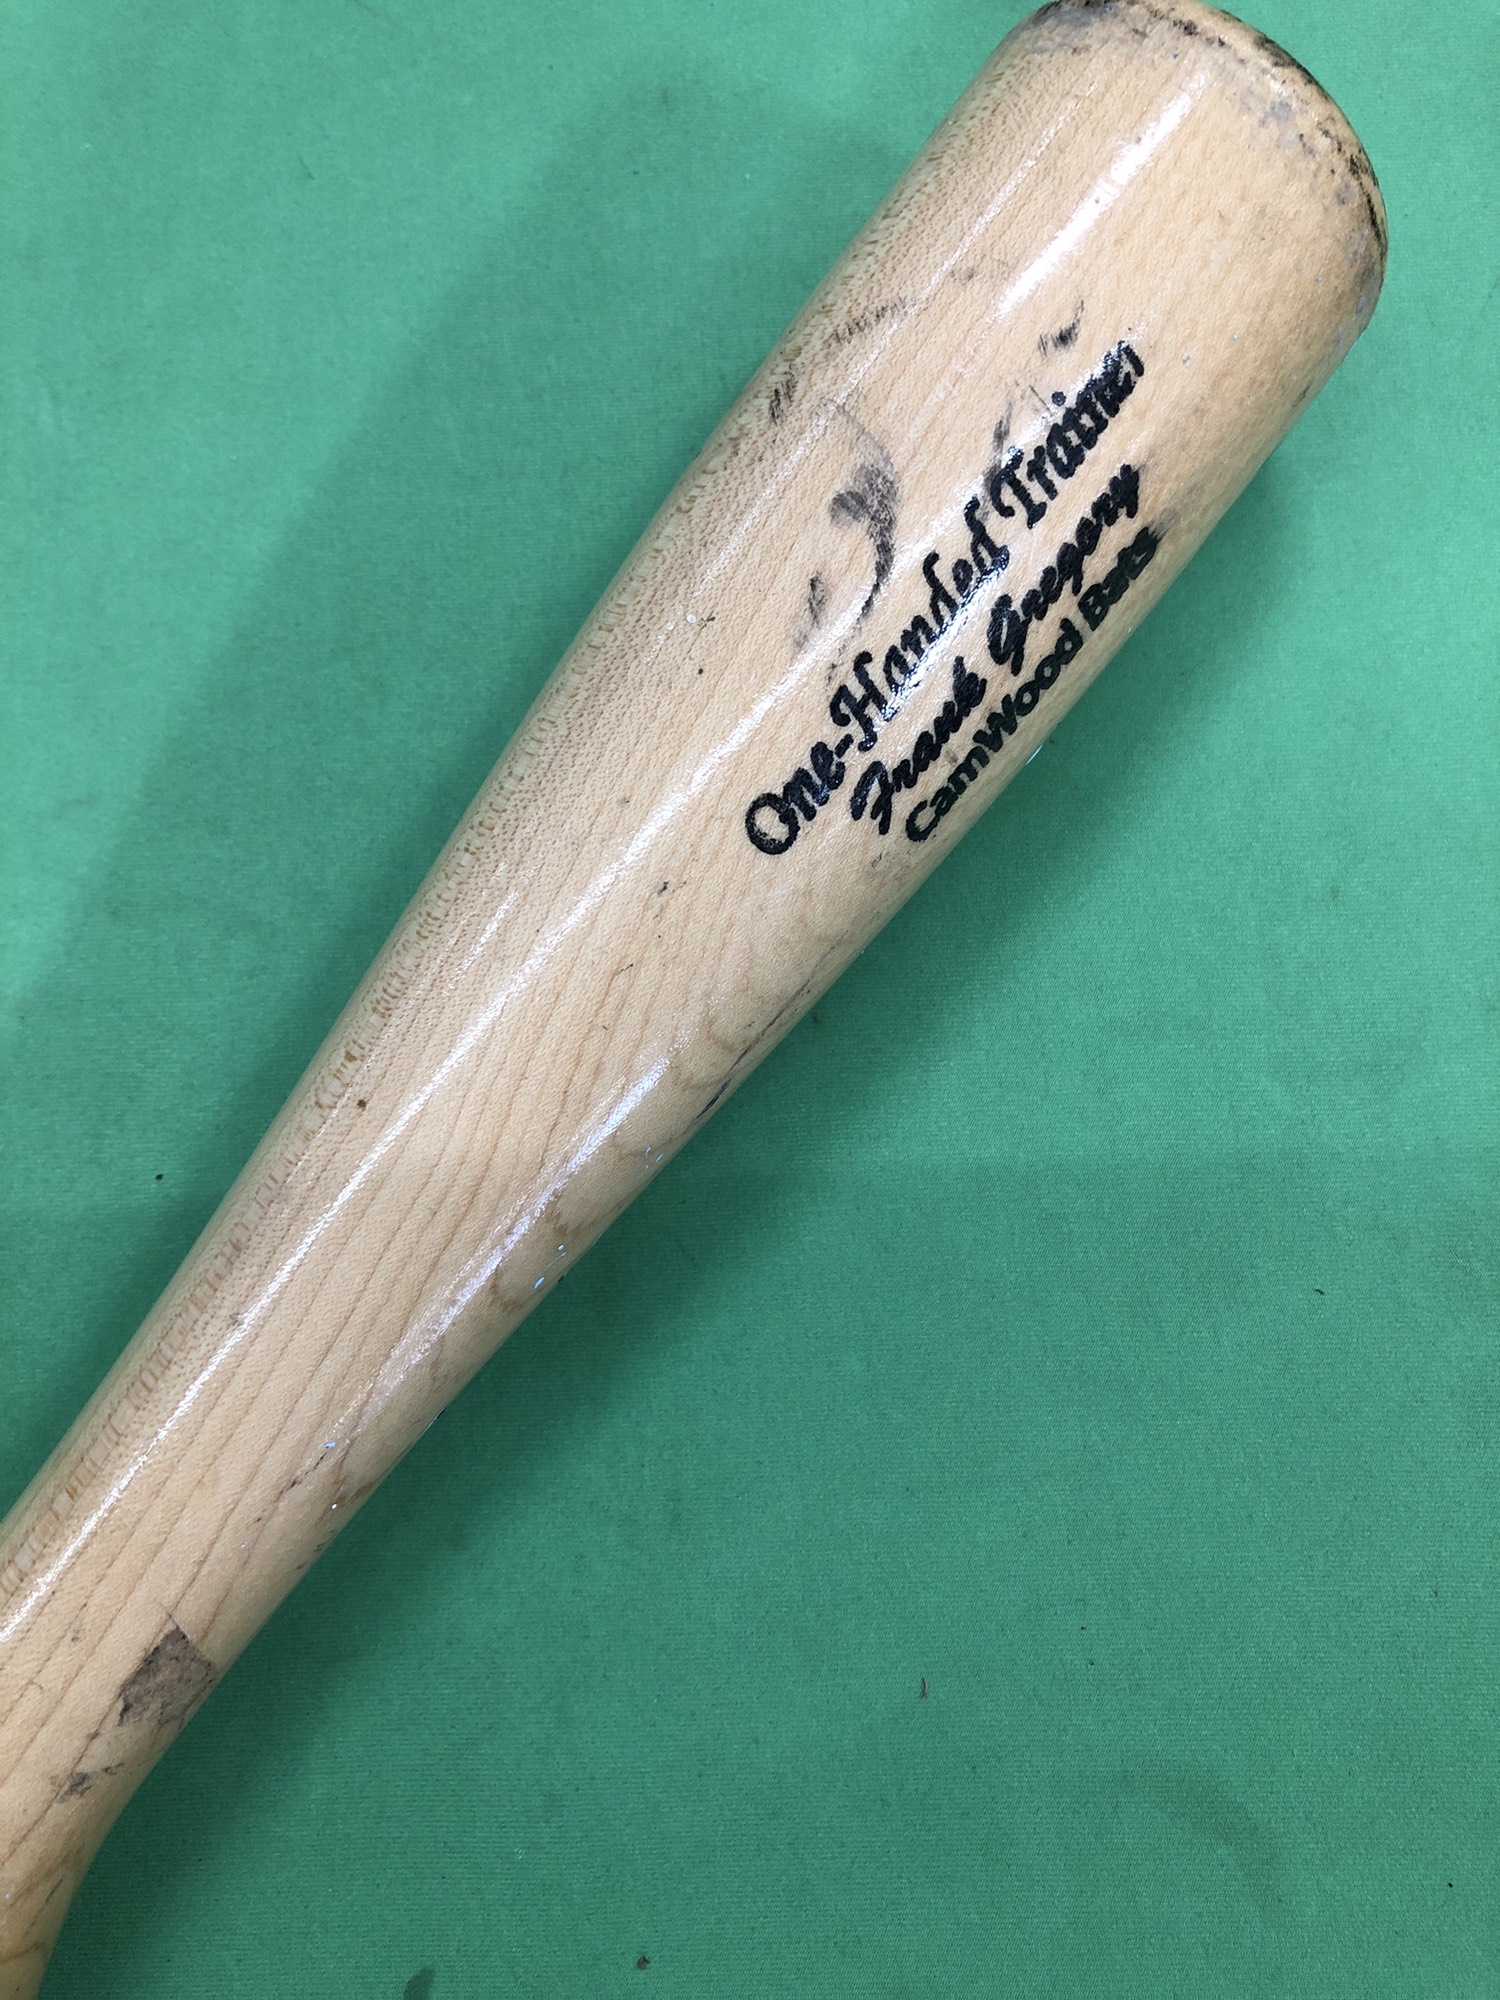 One-Handed Trainer
Frank Gregory
CamWood Bats